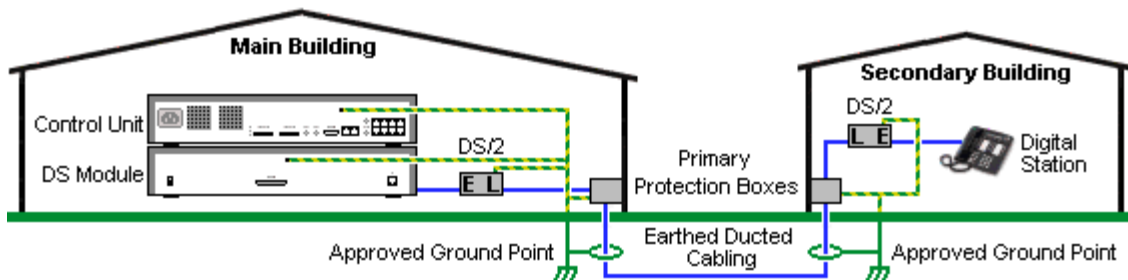 Main Building
Control Unit
DS Module
DS/2
E L
Primary
Protection Boxes
Secondary Building
DS/2
L E
Digital
Station
Approved Ground Point
Earthed Ducted
Cabling
Approved Ground Point